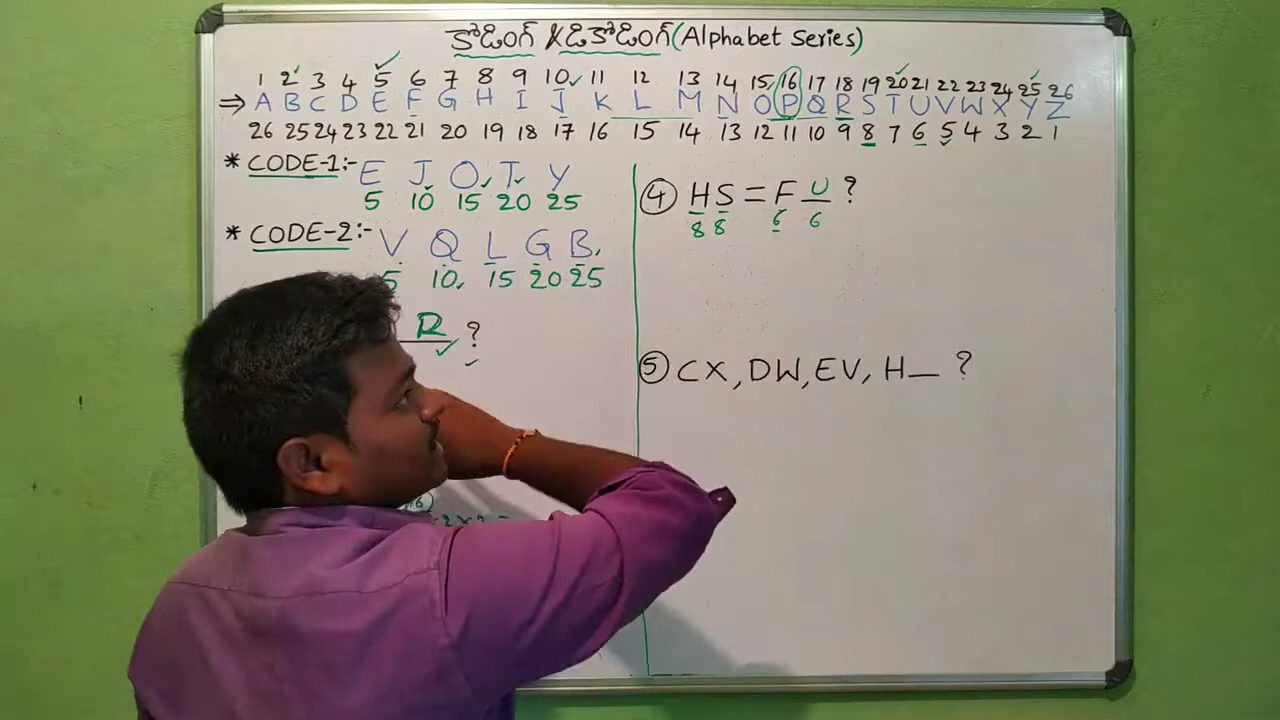 కోడింగ్ & డికోడింగ్ (Alphabet Series)
1 2 3 4 5 6 7 8 9 10 11 12 13 14 15 16 17 18 19 20 21 22 23 24 25 26
⇒ A B C D E F G H I J K L M N O P Q R S T U V W X Y Z
26 25 24 23 22 21 20 19 18 17 16 15 14 13 12 11 10 9 8 7 6 5 4 3 2 1
* CODE-1:- E J O T Y
5 10 15 20 25
* CODE-2:- V Q L G B
5 10 15 20 25
R ?
④ HS = F U ?
8 8 6 6
⑤ CX, DW, EV, H_ ?